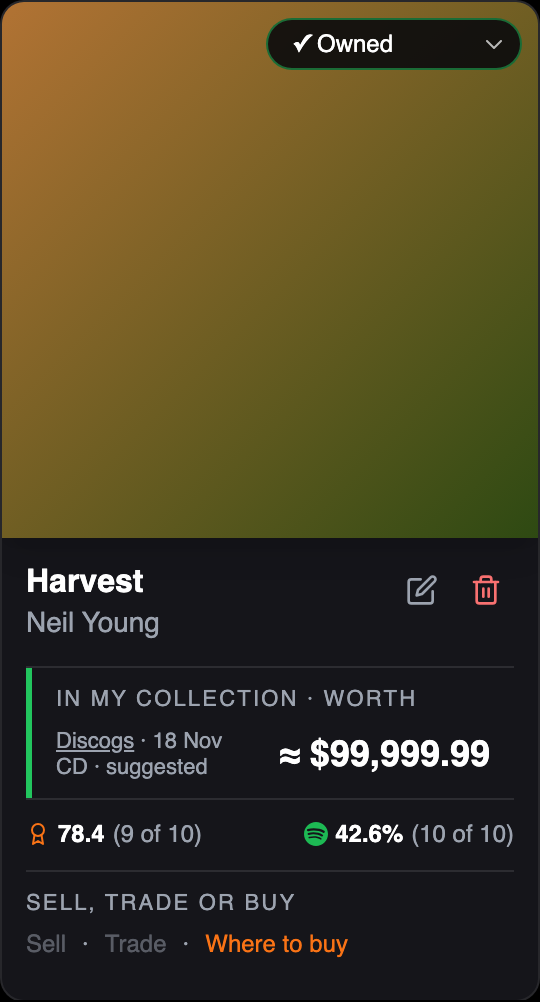 ✓ Owned
Harvest
Neil Young
IN MY COLLECTION · WORTH
Discogs · 18 Nov
CD · suggested
≈ $99,999.99
78.4 (9 of 10)
42.6% (10 of 10)
SELL, TRADE OR BUY
Sell · Trade · Where to buy